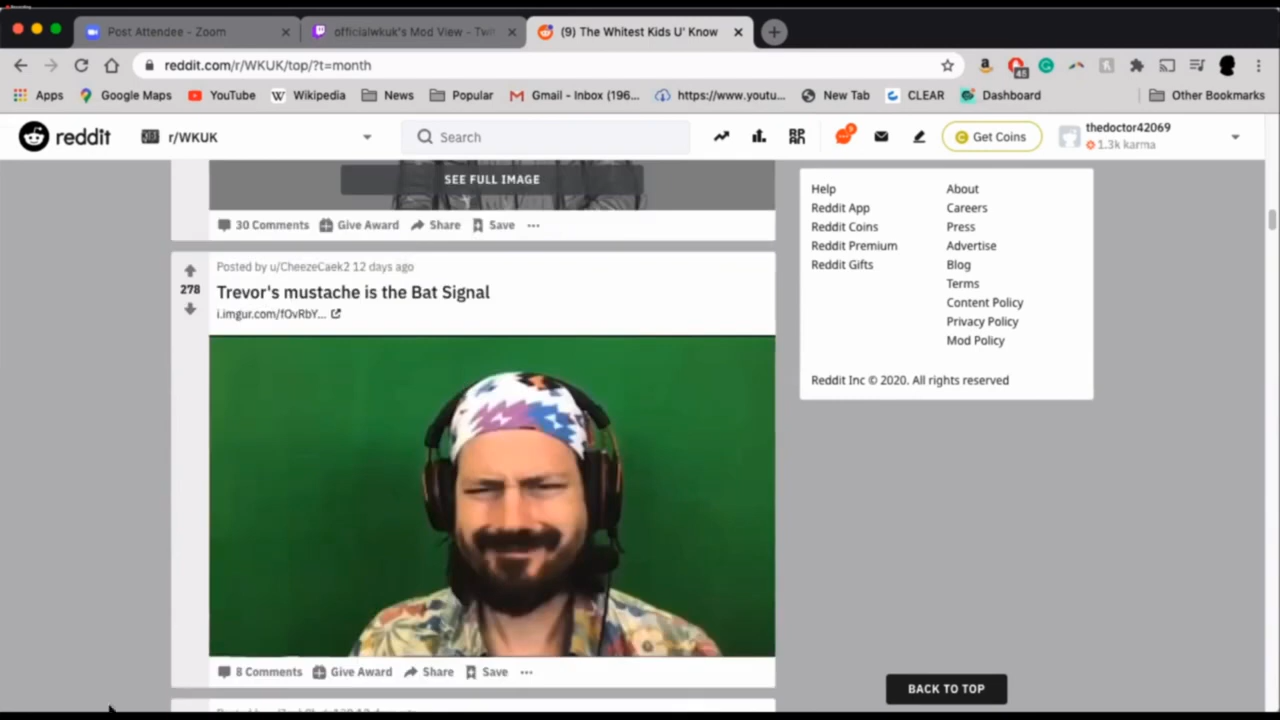 Post Attendee - Zoom
officialwkuk's Mod View - Twit
(9) The Whitest Kids U' Know
reddit.com/r/WKUK/top/?t=month
48
Apps
Google Maps
YouTube
Wikipedia
News
Popular
Gmail - Inbox (196...
https://www.youtu...
New Tab
CLEAR
Dashboard
Other Bookmarks
reddit
r/WKUK
Search
Get Coins
thedoctor42069
1.3k karma
SEE FULL IMAGE
30 Comments
Give Award
Share
Save
Posted by u/CheezeCaek2 12 days ago
278
Trevor's mustache is the Bat Signal
i.imgur.com/fOvRbY...
8 Comments
Give Award
Share
Save
Help
Reddit App
Reddit Coins
Reddit Premium
Reddit Gifts
About
Careers
Press
Advertise
Blog
Terms
Content Policy
Privacy Policy
Mod Policy
Reddit Inc © 2020. All rights reserved
BACK TO TOP